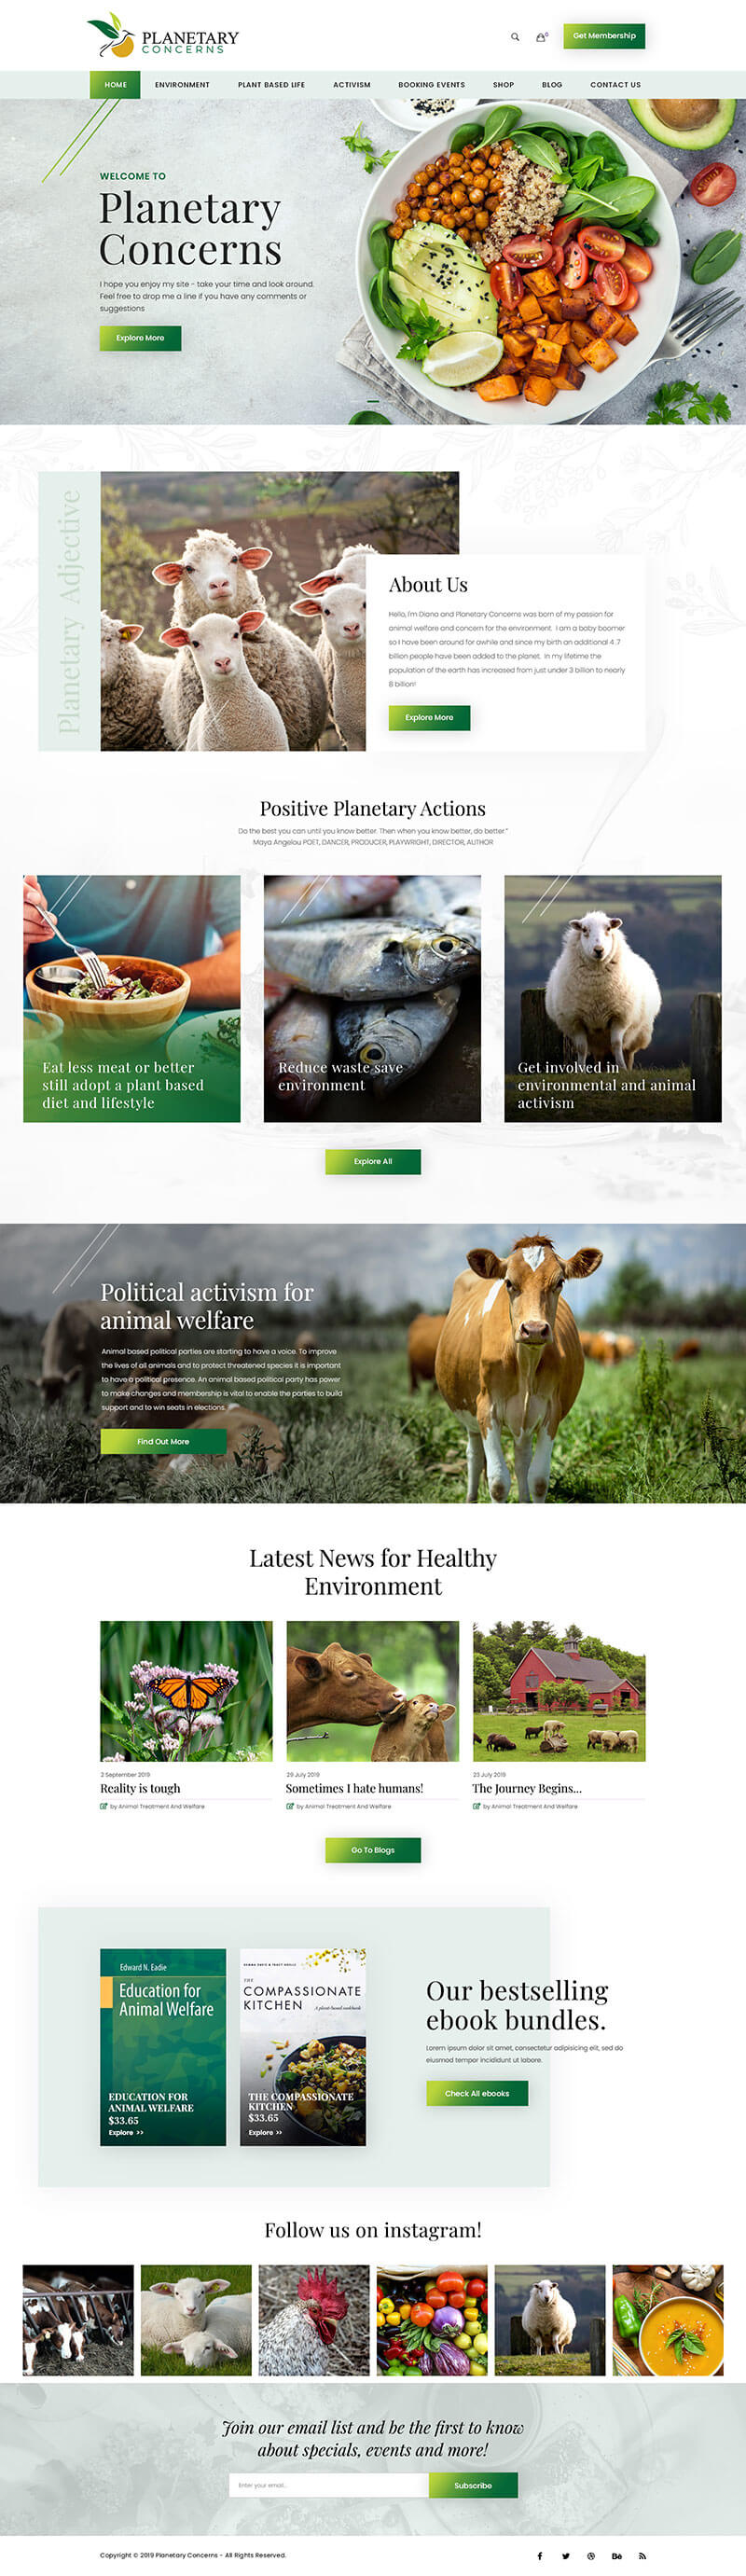 PLANETARY
CONCERNS
0
Get Membership
HOME
ENVIRONMENT
PLANT BASED LIFE
ACTIVISM
BOOKING EVENTS
SHOP
BLOG
CONTACT US
WELCOME TO
Planetary
Concerns
I hope you enjoy my site - take your time and look around.
Feel free to drop me a line if you have any comments or
suggestions
Explore More
Planetary Adjective
About Us
Hello, I'm Diana and Planetary Concerns was born of my passion for
animal welfare and concern for the environment. I am a baby boomer
so I have been around for awhile and since my birth an additional 4.7
billion people have been added to the planet. In my lifetime the
population of the earth has increased from just under 3 billion to nearly
8 billion!
Explore More
Positive Planetary Actions
Do the best you can until you know better. Then when you know better, do better."
Maya Angelou POET, DANCER, PRODUCER, PLAYWRIGHT, DIRECTOR, AUTHOR
Eat less meat or better
still adopt a plant based
diet and lifestyle
Reduce waste save
environment
Get involved in
environmental and animal
activism
Explore All
Political activism for
animal welfare
Animal based political parties are starting to have a voice. To improve
the lives of all animals and to protect threatened species it is important
to have a political presence. An animal based political party has power
to make changes and membership is vital to enable the parties to build
support and to win seats in elections.
Find Out More
Latest News for Healthy
Environment
2 September 2019
Reality is tough
by Animal Treatment And Welfare
29 July 2019
Sometimes I hate humans!
by Animal Treatment And Welfare
23 July 2019
The Journey Begins...
by Animal Treatment And Welfare
Go To Blogs
Edward N. Eadie
Education for
Animal Welfare
EDUCATION FOR
ANIMAL WELFARE
$33.65
Explore >>
THE
COMPASSIONATE
KITCHEN
A plant-based cookbook
THE COMPASSIONATE
KITCHEN
$33.65
Explore >>
Our bestselling
ebook bundles.
Lorem ipsum dolor sit amet, consectetur adipisicing elit, sed do
eiusmod tempor incididunt ut labore.
Check All ebooks
Follow us on instagram!
Join our email list and be the first to know
about specials, events and more!
Enter your email...
Subscribe
Copyright © 2019 Planetary Concerns - All Rights Reserved.
Bē